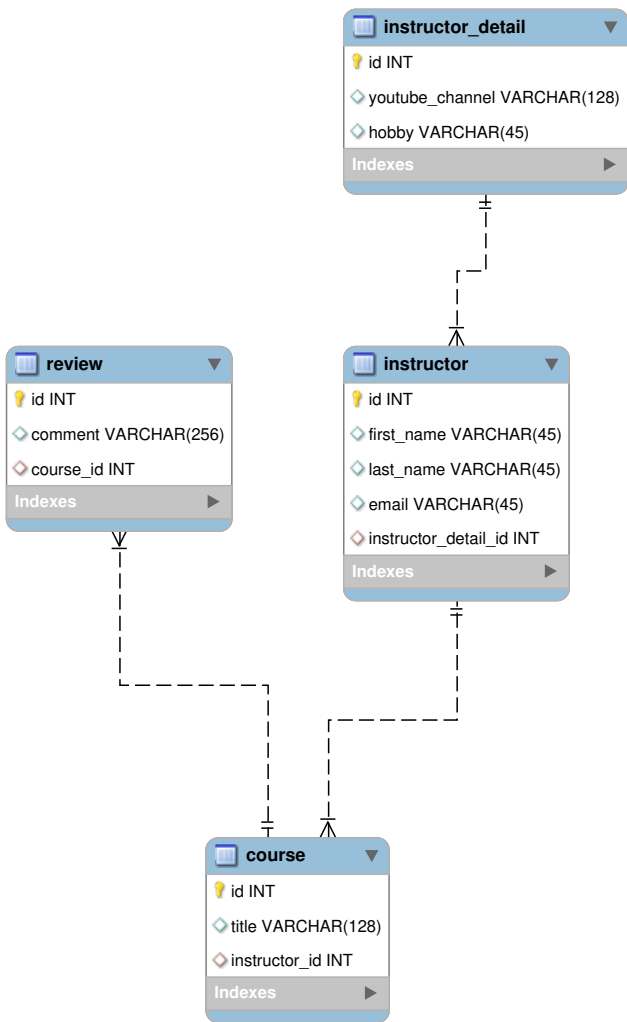 instructor_detail
id INT
youtube_channel VARCHAR(128)
hobby VARCHAR(45)
Indexes
review
id INT
comment VARCHAR(256)
course_id INT
Indexes
instructor
id INT
first_name VARCHAR(45)
last_name VARCHAR(45)
email VARCHAR(45)
instructor_detail_id INT
Indexes
course
id INT
title VARCHAR(128)
instructor_id INT
Indexes